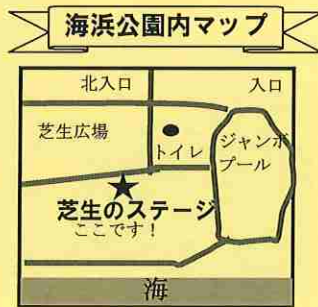 海浜公園内マップ
北入口
入口
芝生広場
トイレ
ジャンボ
プール
芝生のステージ
ここです！
海